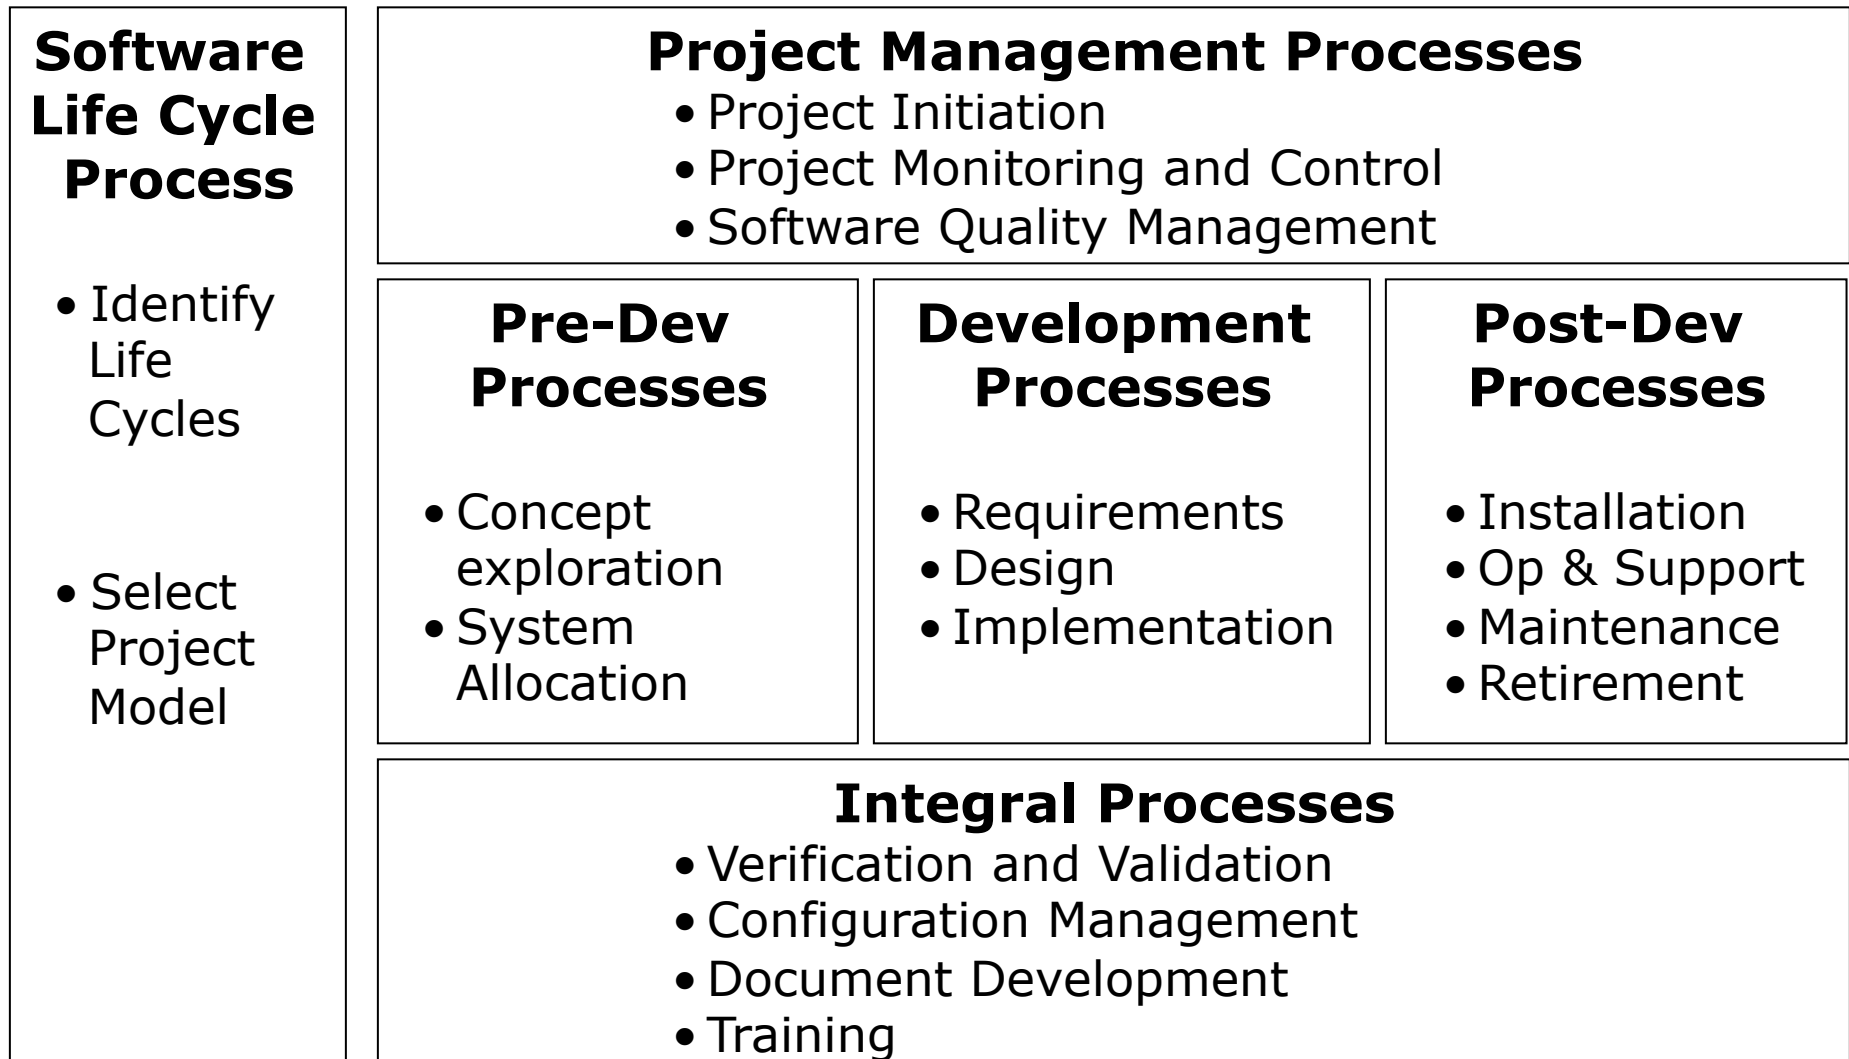 Software
Life Cycle
Process
• Identify
Life
Cycles
• Select
Project
Model
Project Management Processes
• Project Initiation
• Project Monitoring and Control
• Software Quality Management
Pre-Dev
Processes
• Concept
exploration
• System
Allocation
Development
Processes
• Requirements
• Design
• Implementation
Post-Dev
Processes
• Installation
• Op & Support
• Maintenance
• Retirement
Integral Processes
• Verification and Validation
• Configuration Management
• Document Development
• Training